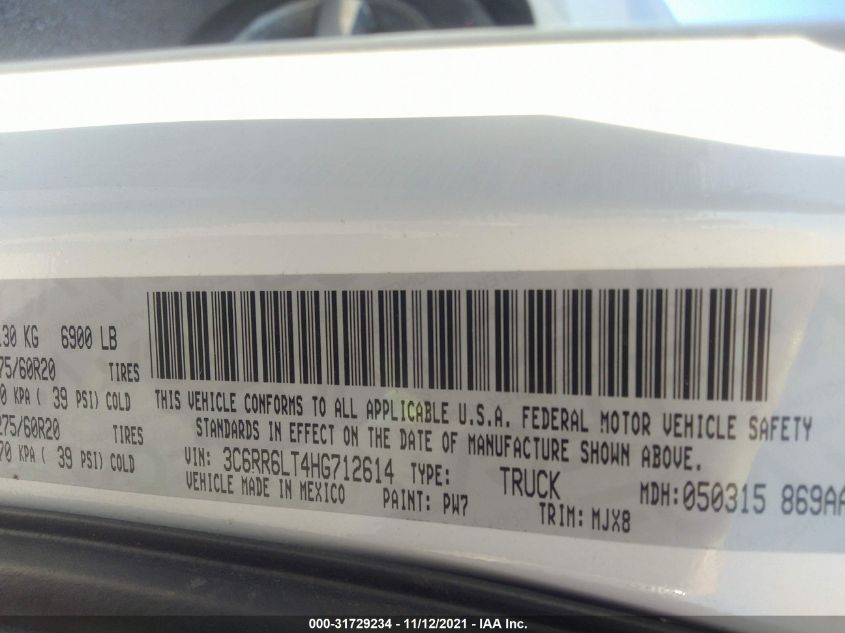 130 KG 6900 LB
75/60R20 TIRES
0 KPA ( 39 PSI) COLD
275/60R20 TIRES
70 KPA ( 39 PSI) COLD
THIS VEHICLE CONFORMS TO ALL APPLICABLE U.S.A. FEDERAL MOTOR VEHICLE SAFETY
STANDARDS IN EFFECT ON THE DATE OF MANUFACTURE SHOWN ABOVE.
VIN: 3C6RR6LT4HG712614 TYPE: TRUCK MDH:050315 869AA
VEHICLE MADE IN MEXICO PAINT: PW7 TRIM: MJX8
000-31729234 - 11/12/2021 - IAA Inc.